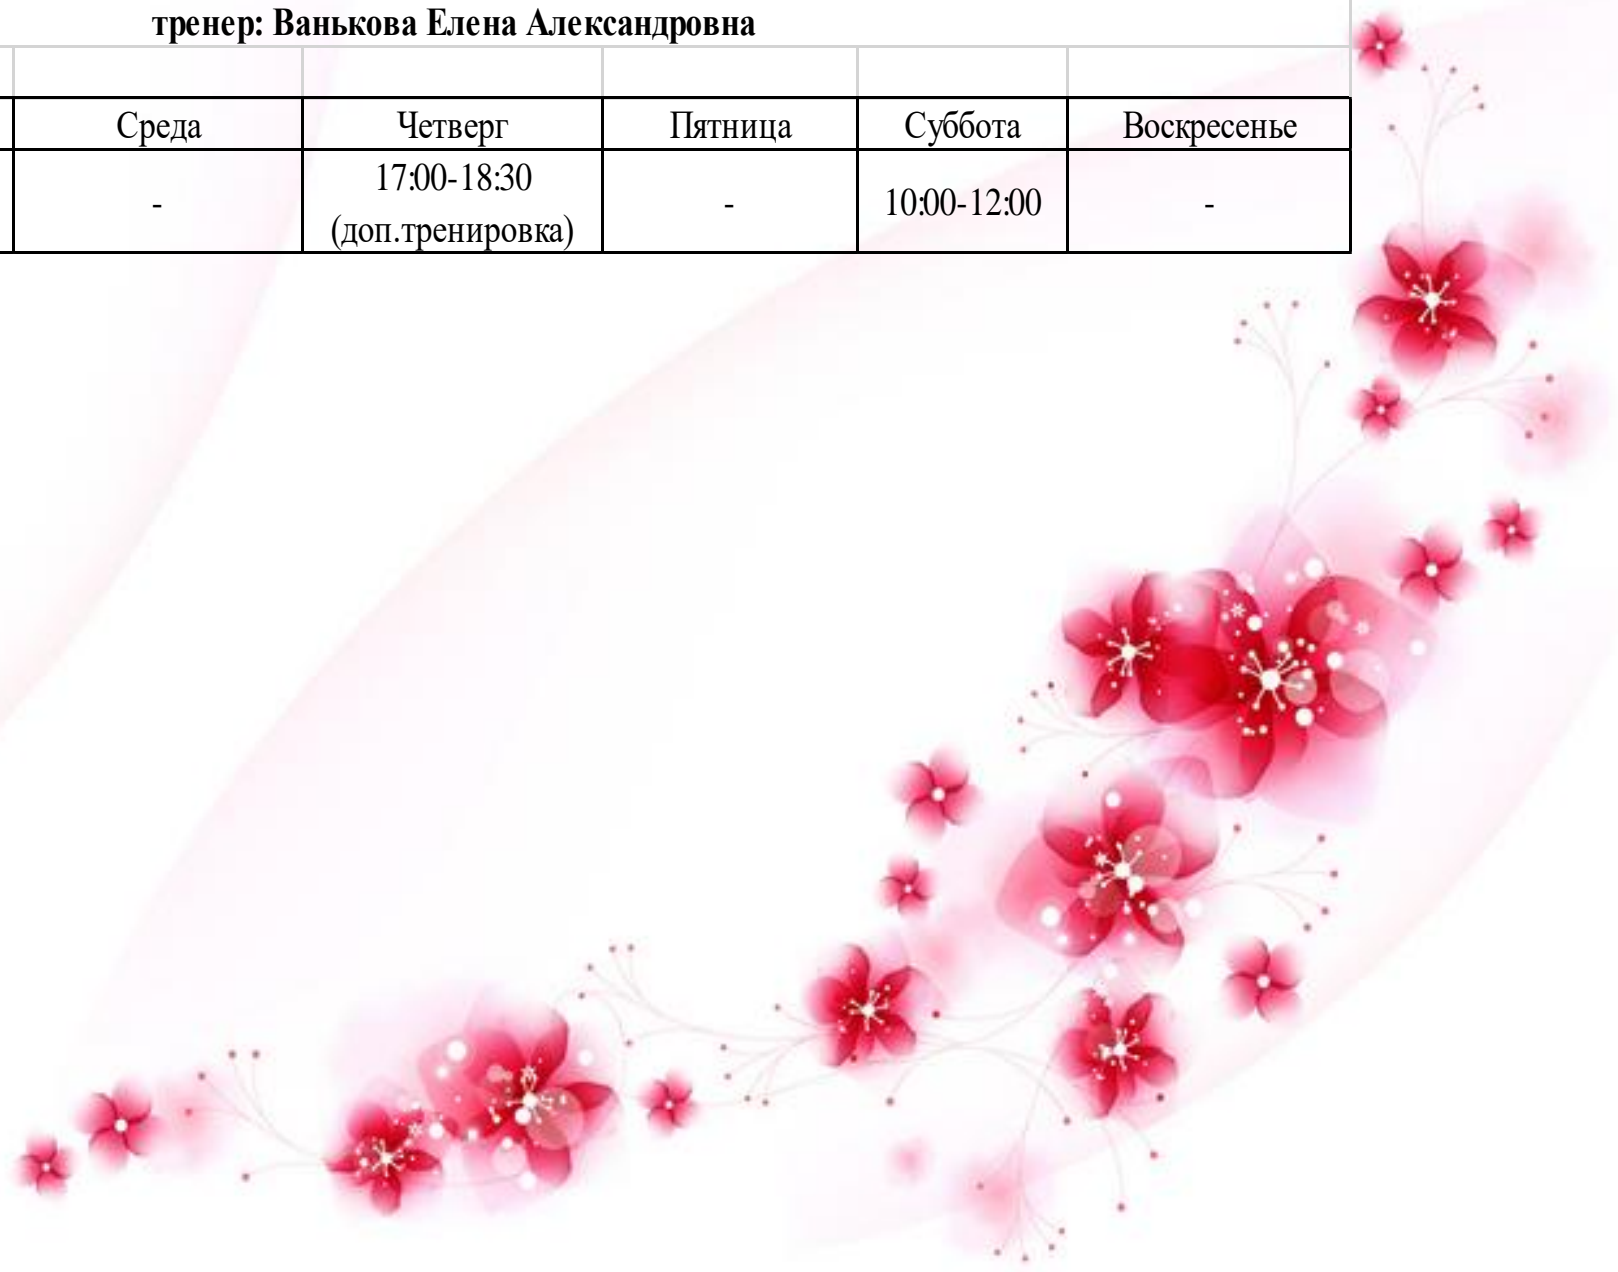 тренер: Ванькова Елена Александровна
Среда Четверг Пятница Суббота Воскресенье
- 17:00-18:30 (доп.тренировка) - 10:00-12:00 -